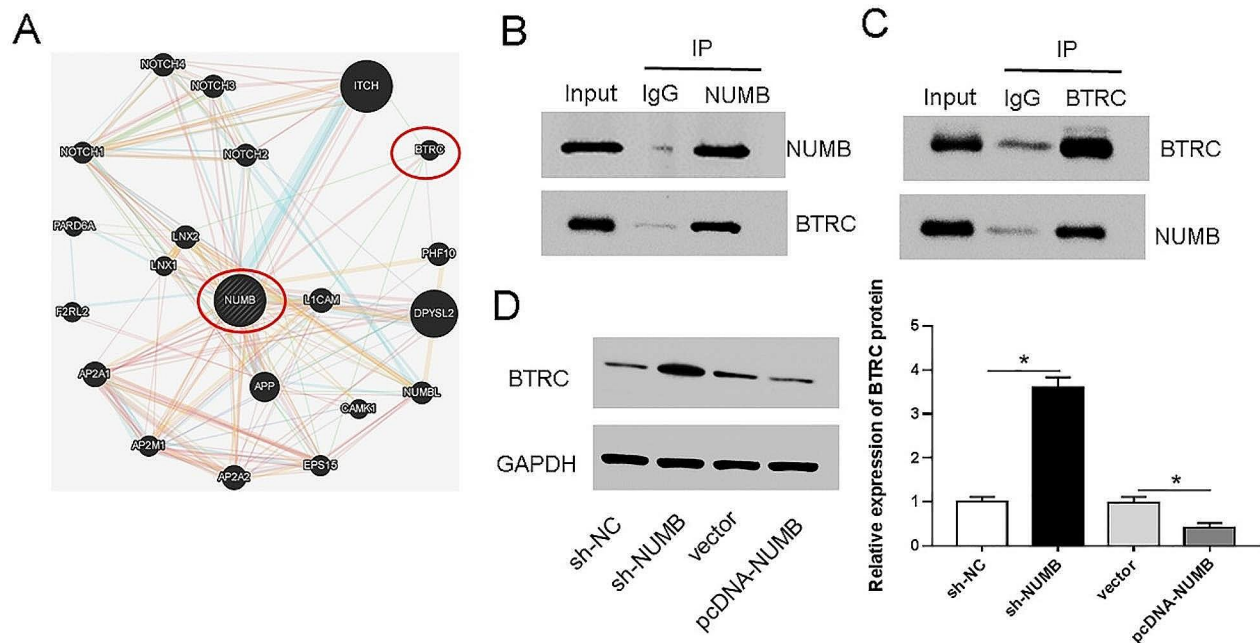 A
NOTCH4
NOTCH3
ITCH
NOTCH1
NOTCH2
BTRC
PARD6A
LNX2
LNX1
PHF10
NUMB
L1CAM
F2RL2
DPYSL2
AP2A1
APP
NUMBL
CAMK1
AP2M1
EPS15
AP2A2
B
IP
Input IgG NUMB
NUMB
BTRC
C
IP
Input IgG BTRC
BTRC
NUMB
D
BTRC
GAPDH
sh-NC sh-NUMB vector pcDNA-NUMB
Relative expression of BTRC protein
5
4
3
2
1
0
*
*
sh-NC sh-NUMB vector pcDNA-NUMB